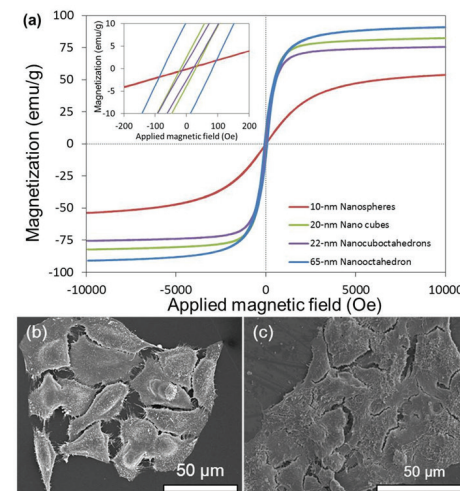 (a)
100
75
50
25
0
-25
-50
-75
-100
Magnetization (emu/g)
-10000 -5000 0 5000 10000
Applied magnetic field (Oe)
10
5
0
-5
-10
Magnetization (emu/g)
-200 -100 0 100 200
Applied magnetic field (Oe)
10-nm Nanospheres
20-nm Nano cubes
22-nm Nanocuboctahedrons
65-nm Nanooctahedron
(b)
50 μm
(c)
50 μm